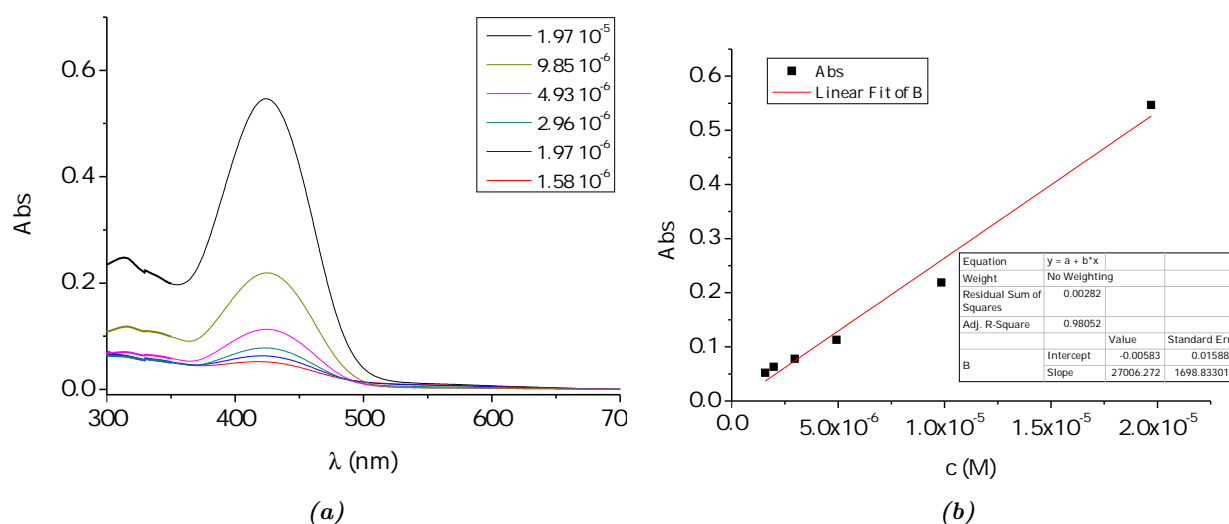 1.97 10⁻⁵
9.85 10⁻⁶
4.93 10⁻⁶
2.96 10⁻⁶
1.97 10⁻⁶
1.58 10⁻⁶
0.6
0.4
0.2
0.0
Abs
300 400 500 600 70
λ (nm)
(a)
Abs
Linear Fit of B
0.6
0.5
0.4
0.3
0.2
0.1
0.0
Abs
Equation y = a + b*x
Weight No Weighting
Residual Sum of Squares 0.00282
Adj. R-Square 0.98052
Value Standard Err
B Intercept -0.00583 0.01588
Slope 27006.272 1698.83301
0.0 5.0x10⁻⁶ 1.0x10⁻⁵ 1.5x10⁻⁵ 2.0x10⁻⁵
c (M)
(b)